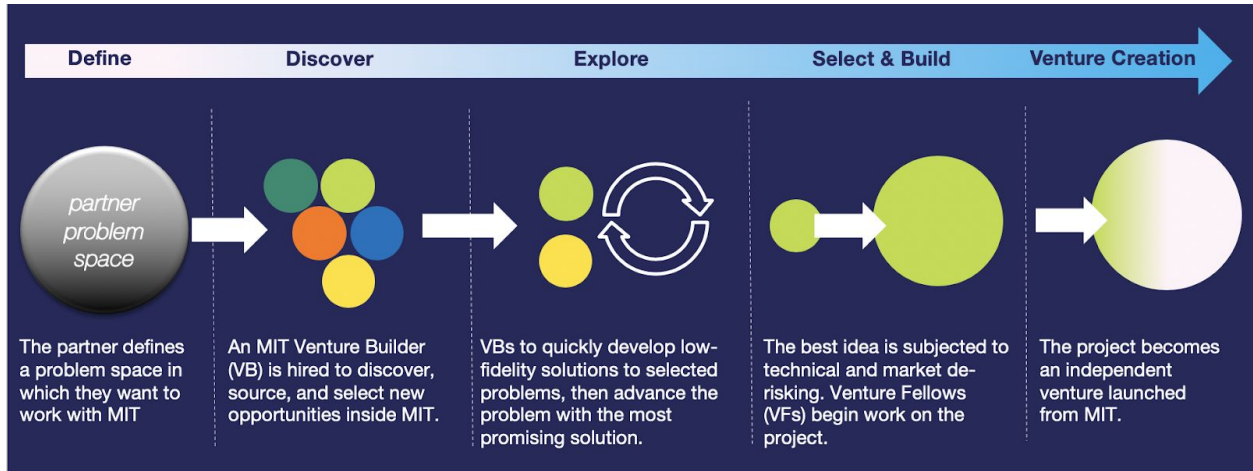 Define
Discover
Explore
Select & Build
Venture Creation
partner
problem
space
The partner defines
a problem space in
which they want to
work with MIT
An MIT Venture Builder
(VB) is hired to discover,
source, and select new
opportunities inside MIT.
VBs to quickly develop low-
fidelity solutions to selected
problems, then advance the
problem with the most
promising solution.
The best idea is subjected to
technical and market de-
risking. Venture Fellows
(VFs) begin work on the
project.
The project becomes
an independent
venture launched
from MIT.